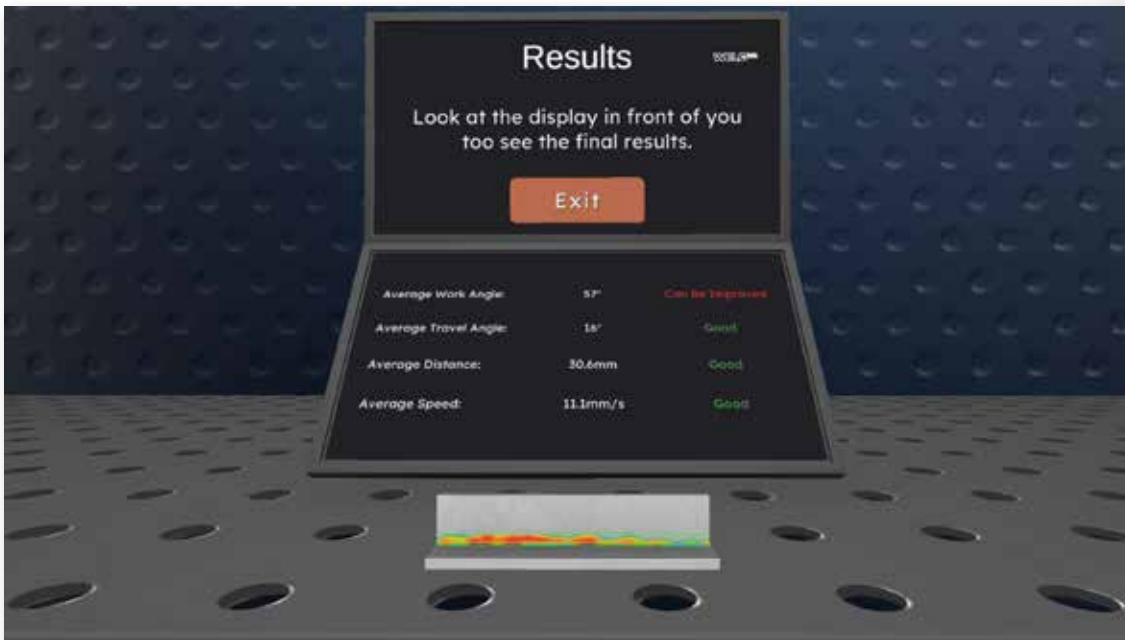 Results
Look at the display in front of you
too see the final results.
Exit
Average Work Angle: 57° Can Be Improved
Average Travel Angle: 16° Good
Average Distance: 30.6mm Good
Average Speed: 11.1mm/s Good